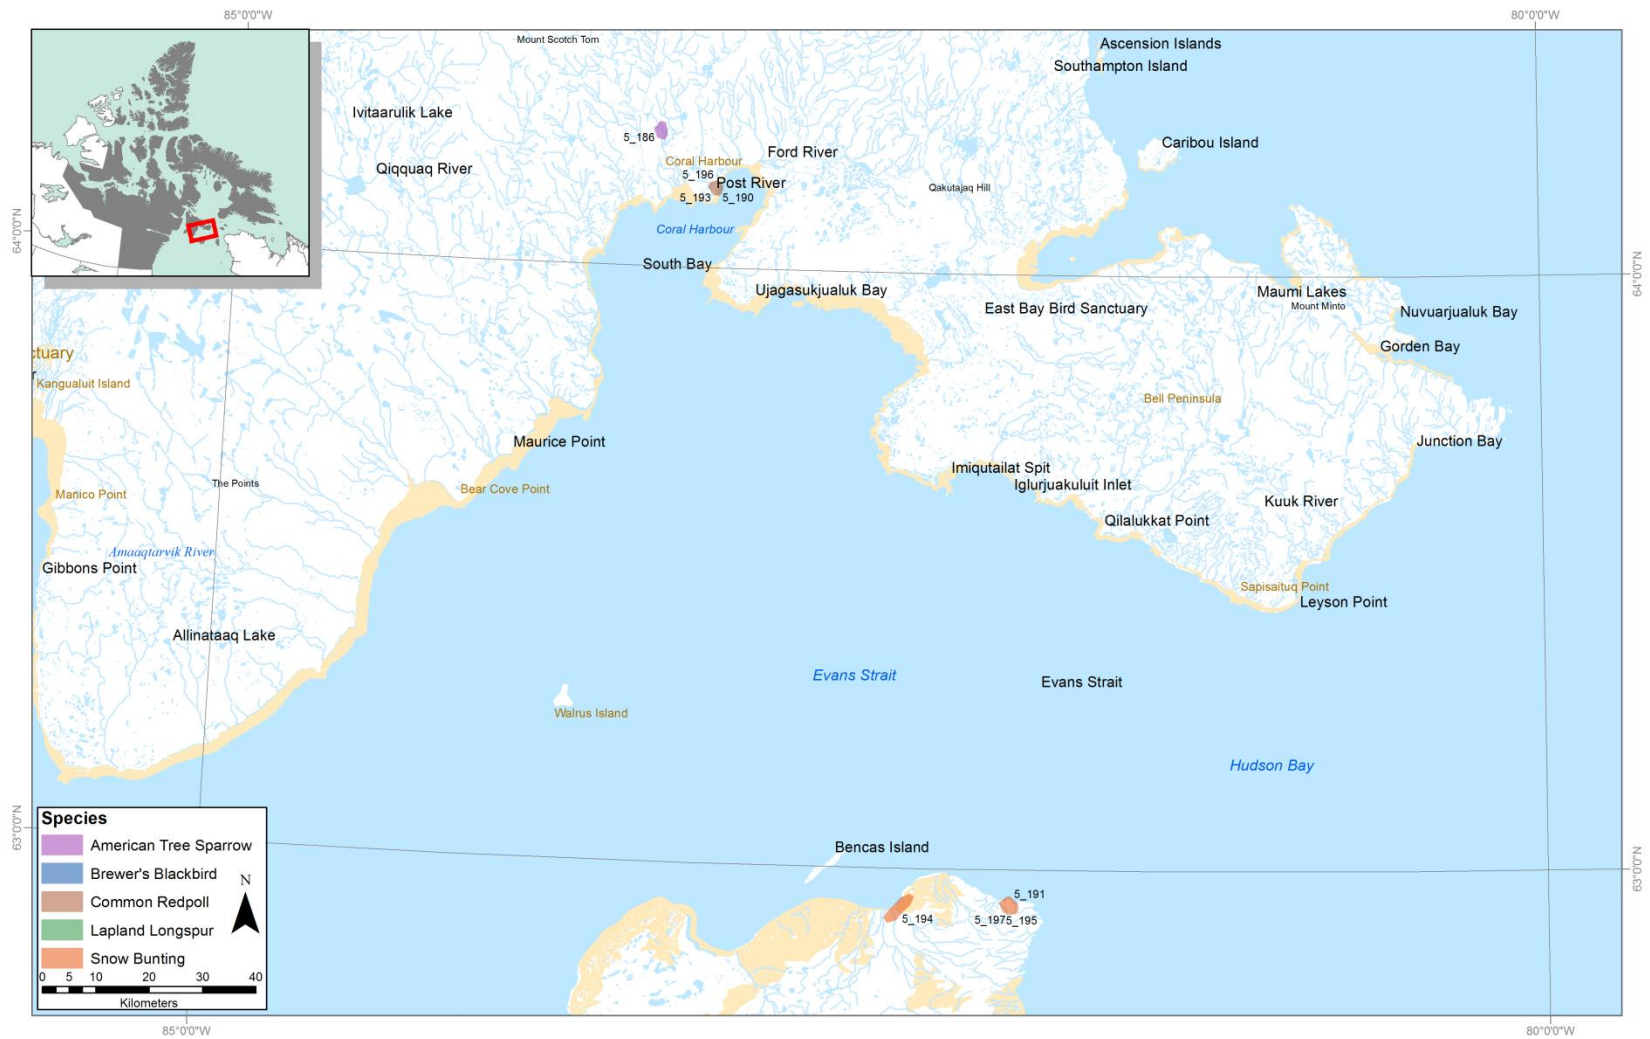 85°0'0"W
80°0'0"W
Mount Scotch Tom
Ascension Islands
Southampton Island
Ivitaarulik Lake
5_186
Caribou Island
Ford River
Coral Harbour
Qiqquaq River
5_196
Post River
Qakutajaq Hill
5_193
5_190
64°0'0"N
Coral Harbour
South Bay
64°0'0"N
Ujagasukjualuk Bay
Maumi Lakes
East Bay Bird Sanctuary
Mount Minto
Nuvuarjualuk Bay
Gorden Bay
ctuary
r
Kangualuit Island
Bell Peninsula
Maurice Point
Junction Bay
Imiqutailat Spit
The Points
Iglurjuakuluit Inlet
Bear Cove Point
Manico Point
Kuuk River
Qilalukkat Point
Amaaqtarvik River
Gibbons Point
Sapisaituq Point
Leyson Point
Allinataaq Lake
Evans Strait
Evans Strait
Walrus Island
Hudson Bay
63°0'0"N
Bencas Island
63°0'0"N
5_191
5_194
5_1975_195
Species
American Tree Sparrow
Brewer's Blackbird
Common Redpoll
Lapland Longspur
Snow Bunting
N
0 5 10 20 30 40
Kilometers
85°0'0"W
80°0'0"W